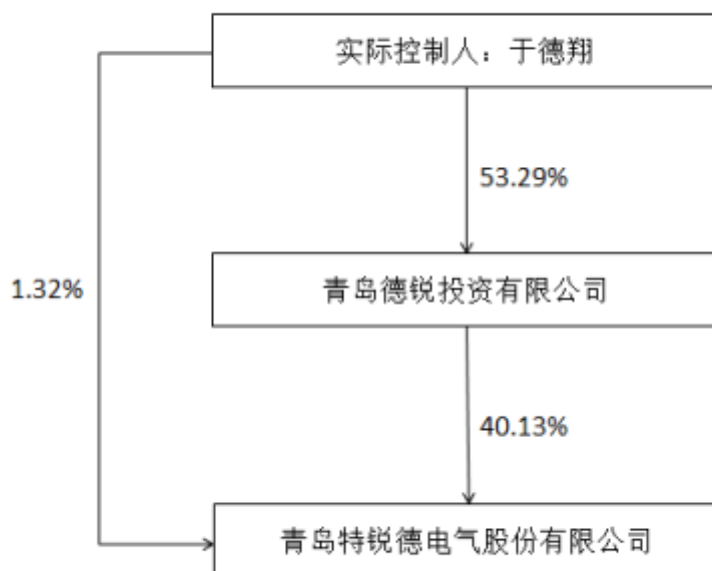 实际控制人：于德翔
53.29%
青岛德锐投资有限公司
1.32%
40.13%
青岛特锐德电气股份有限公司